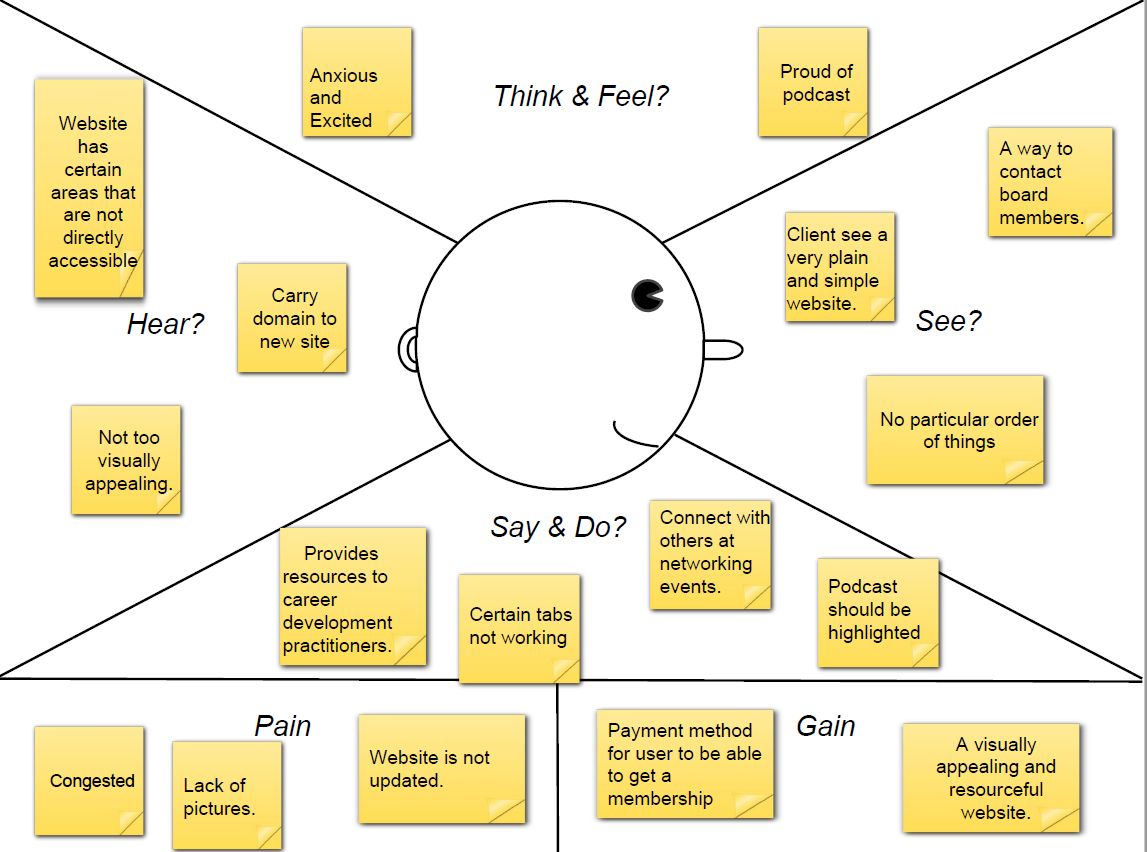 Think & Feel?
Anxious
and
Excited
Proud of
podcast
Website
has
certain
areas that
are not
directly
accessible
Hear?
Carry
domain to
new site
Not too
visually
appealing.
A way to
contact
board
members.
Client see a
very plain
and simple
website.
See?
No particular order
of things
Say & Do?
Provides
resources to
career
development
practitioners.
Certain tabs
not working
Connect with
others at
networking
events.
Podcast
should be
highlighted
Pain
Congested
Lack of
pictures.
Website is not
updated.
Gain
Payment method
for user to be able
to get a
membership
A visually
appealing and
resourceful
website.